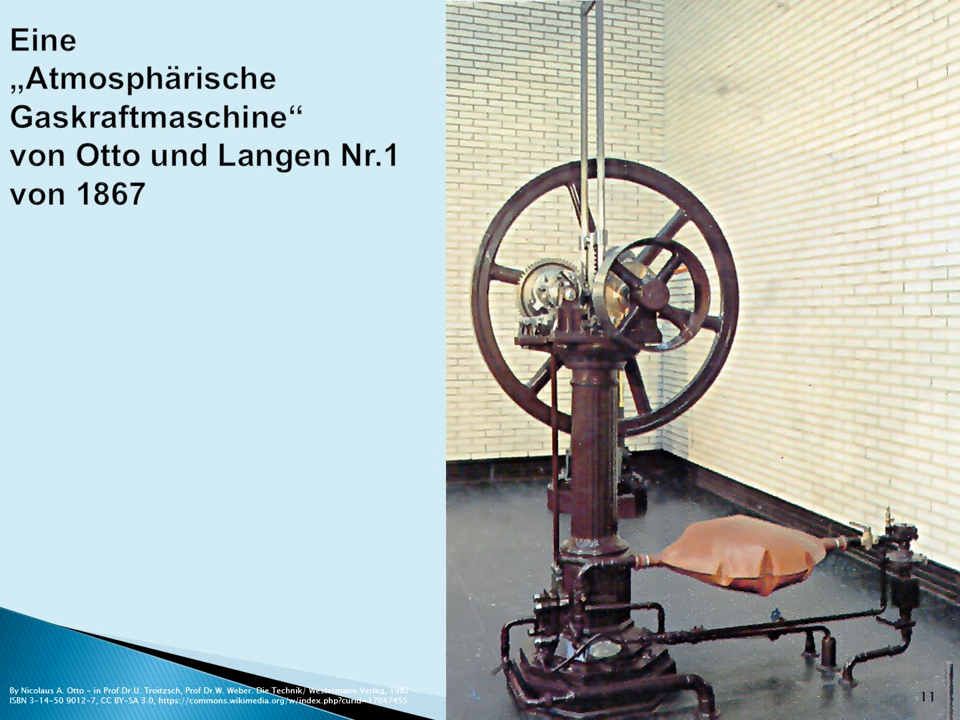 Eine
„Atmosphärische
Gaskraftmaschine“
von Otto und Langen Nr.1
von 1867
By Nicolaus A. Otto - in Prof.Dr.U. Troitzsch, Prof Dr.W. Weber. Die Technik/ Westermann Verlag, 1982 -
ISBN 3-14-50 9012-7, CC BY-SA 3.0, https://commons.wikimedia.org/w/index.php?curid=17047455
11